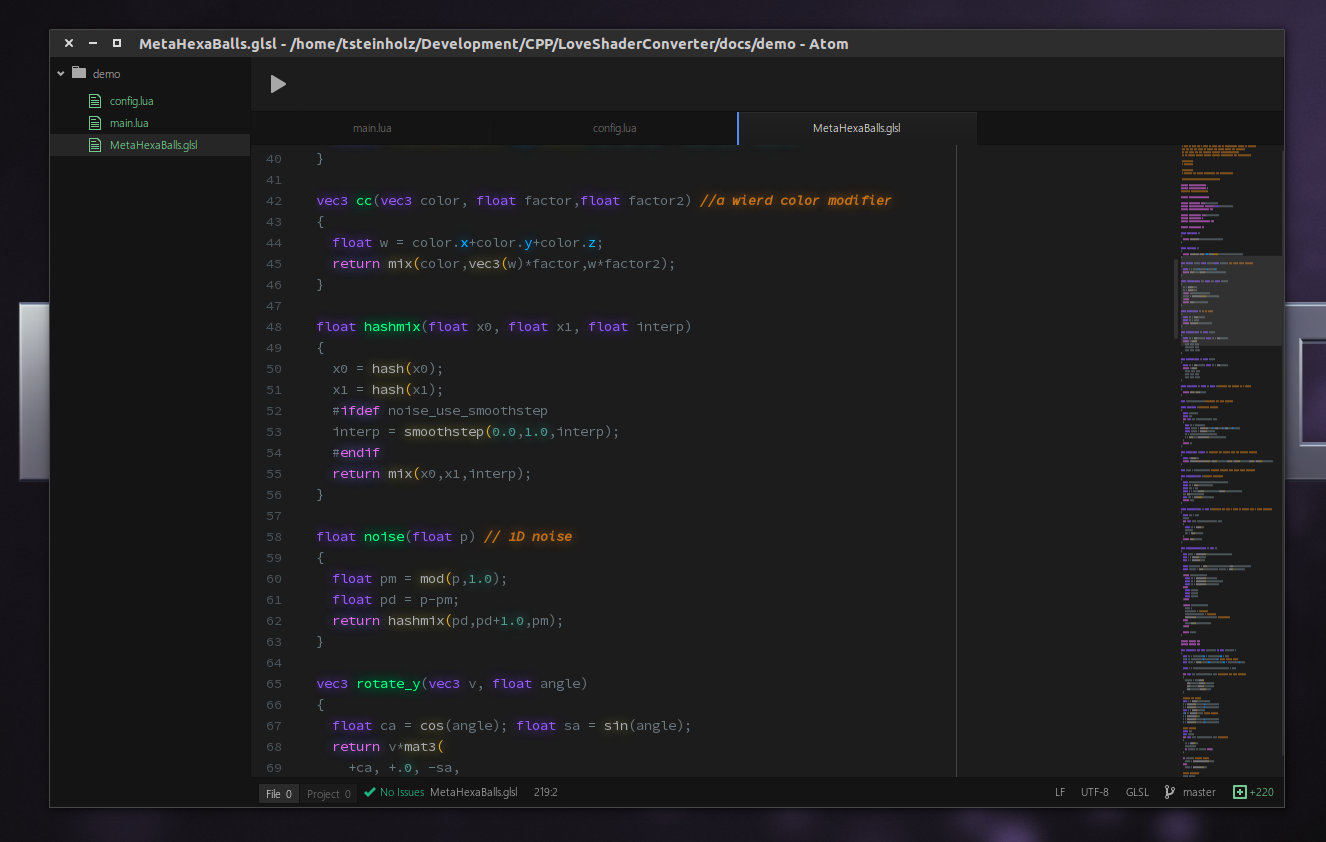 MetaHexaBalls.glsl - /home/tsteinholz/Development/CPP/LoveShaderConverter/docs/demo - Atom
demo
config.lua
main.lua
MetaHexaBalls.glsl
main.lua
config.lua
MetaHexaBalls.glsl
40 }
41
42 vec3 cc(vec3 color, float factor,float factor2) //a wierd color modifier
43 {
44 float w = color.x+color.y+color.z;
45 return mix(color,vec3(w)*factor,w*factor2);
46 }
47
48 float hashmix(float x0, float x1, float interp)
49 {
50 x0 = hash(x0);
51 x1 = hash(x1);
52 #ifdef noise_use_smoothstep
53 interp = smoothstep(0.0,1.0,interp);
54 #endif
55 return mix(x0,x1,interp);
56 }
57
58 float noise(float p) // 1D noise
59 {
60 float pm = mod(p,1.0);
61 float pd = p-pm;
62 return hashmix(pd,pd+1.0,pm);
63 }
64
65 vec3 rotate_y(vec3 v, float angle)
66 {
67 float ca = cos(angle); float sa = sin(angle);
68 return v*mat3(
69 +ca, +.0, -sa,
File 0 Project 0 No Issues MetaHexaBalls.glsl 219:2 LF UTF-8 GLSL master +220